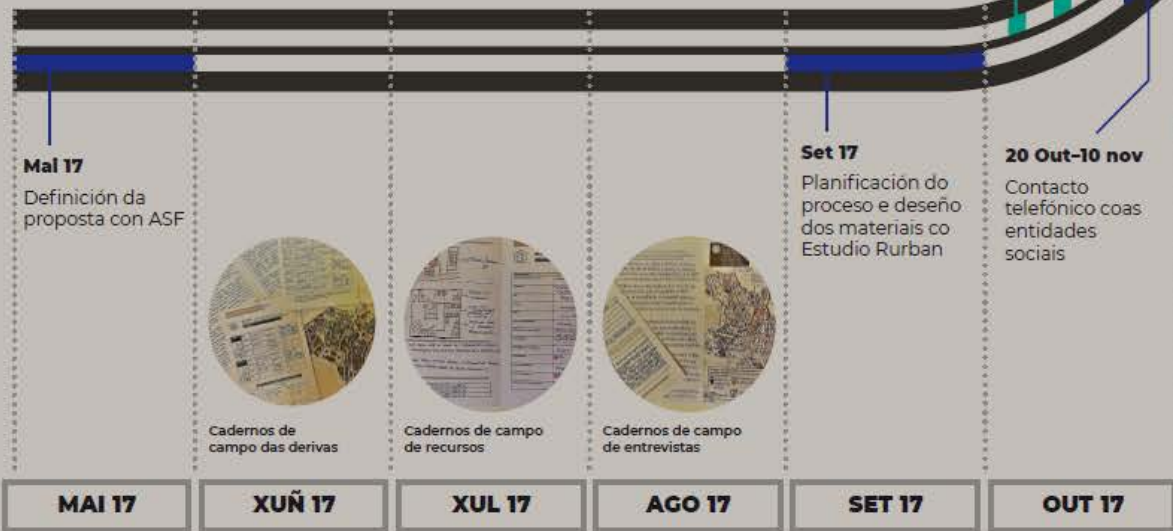 Mai 17
Definición da
proposta con ASF
Set 17
Planificación do
proceso e deseño
dos materiais co
Estudio Rurban
20 Out–10 nov
Contacto
telefónico coas
entidades
sociais
Cadernos de
campo das derivas
Cadernos de campo
de recursos
Cadernos de campo
de entrevistas
MAI 17
XUÑ 17
XUL 17
AGO 17
SET 17
OUT 17